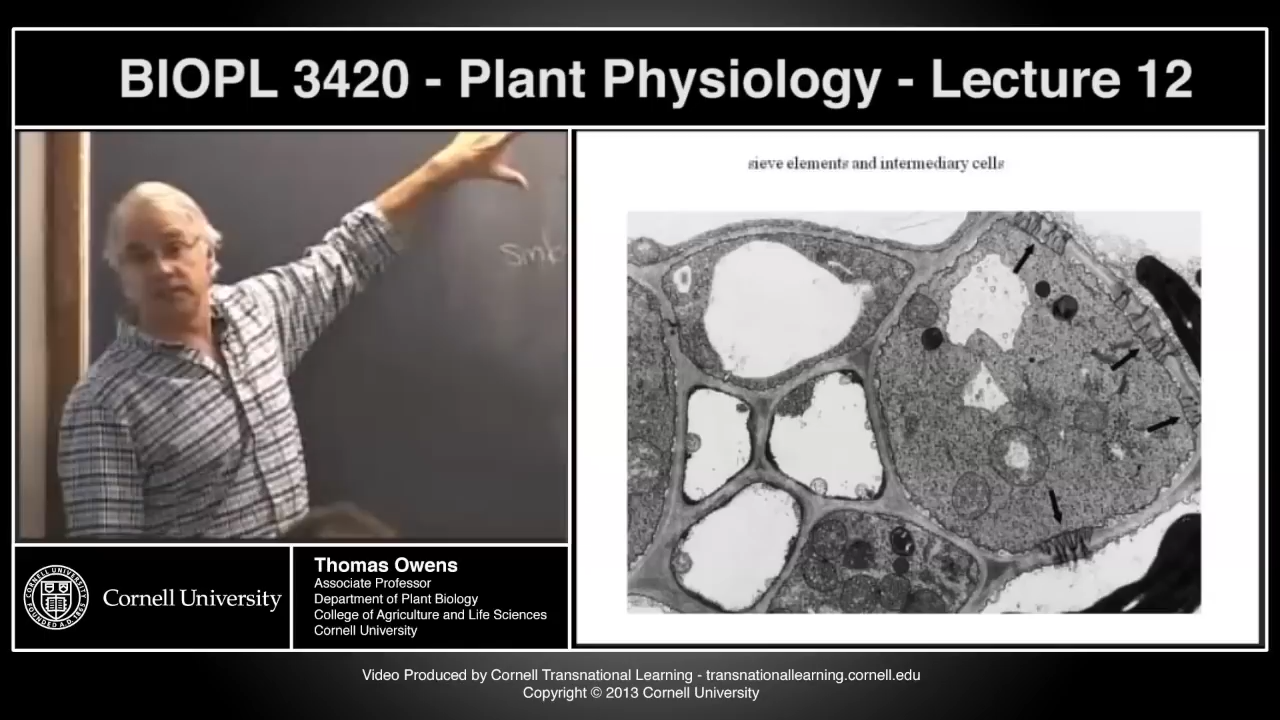 BIOPL 3420 - Plant Physiology - Lecture 12
sieve elements and intermediary cells
Cornell University
Thomas Owens
Associate Professor
Department of Plant Biology
College of Agriculture and Life Sciences
Cornell University
Video Produced by Cornell Transnational Learning - transnationallearning.cornell.edu
Copyright © 2013 Cornell University